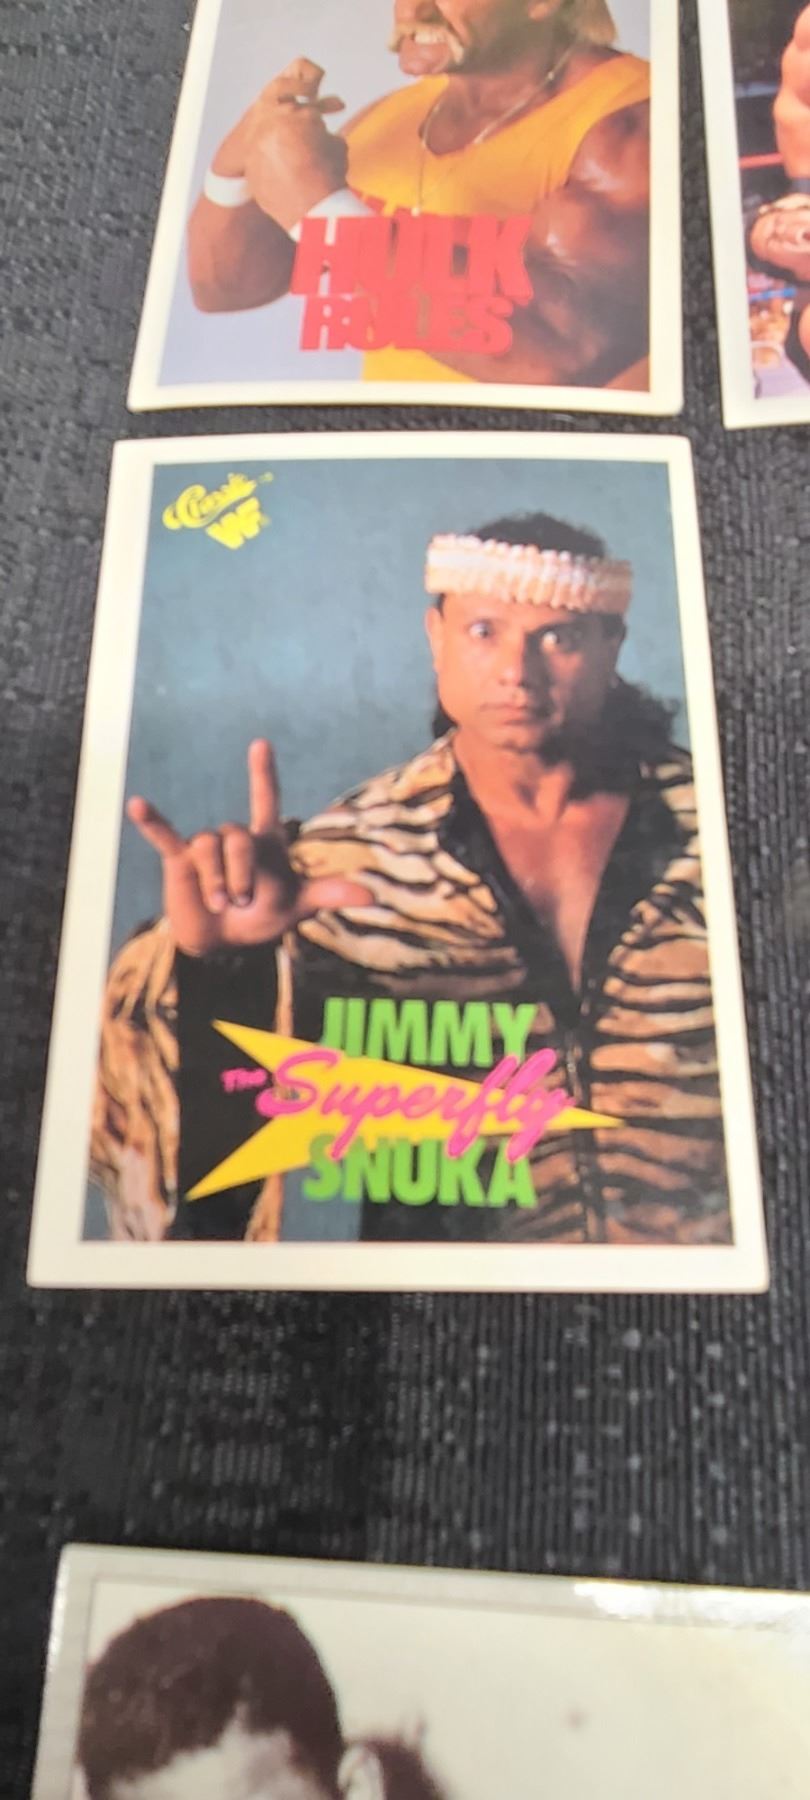 HULK
RULES
Classic
WF
JIMMY
The Superfly
SNUKA